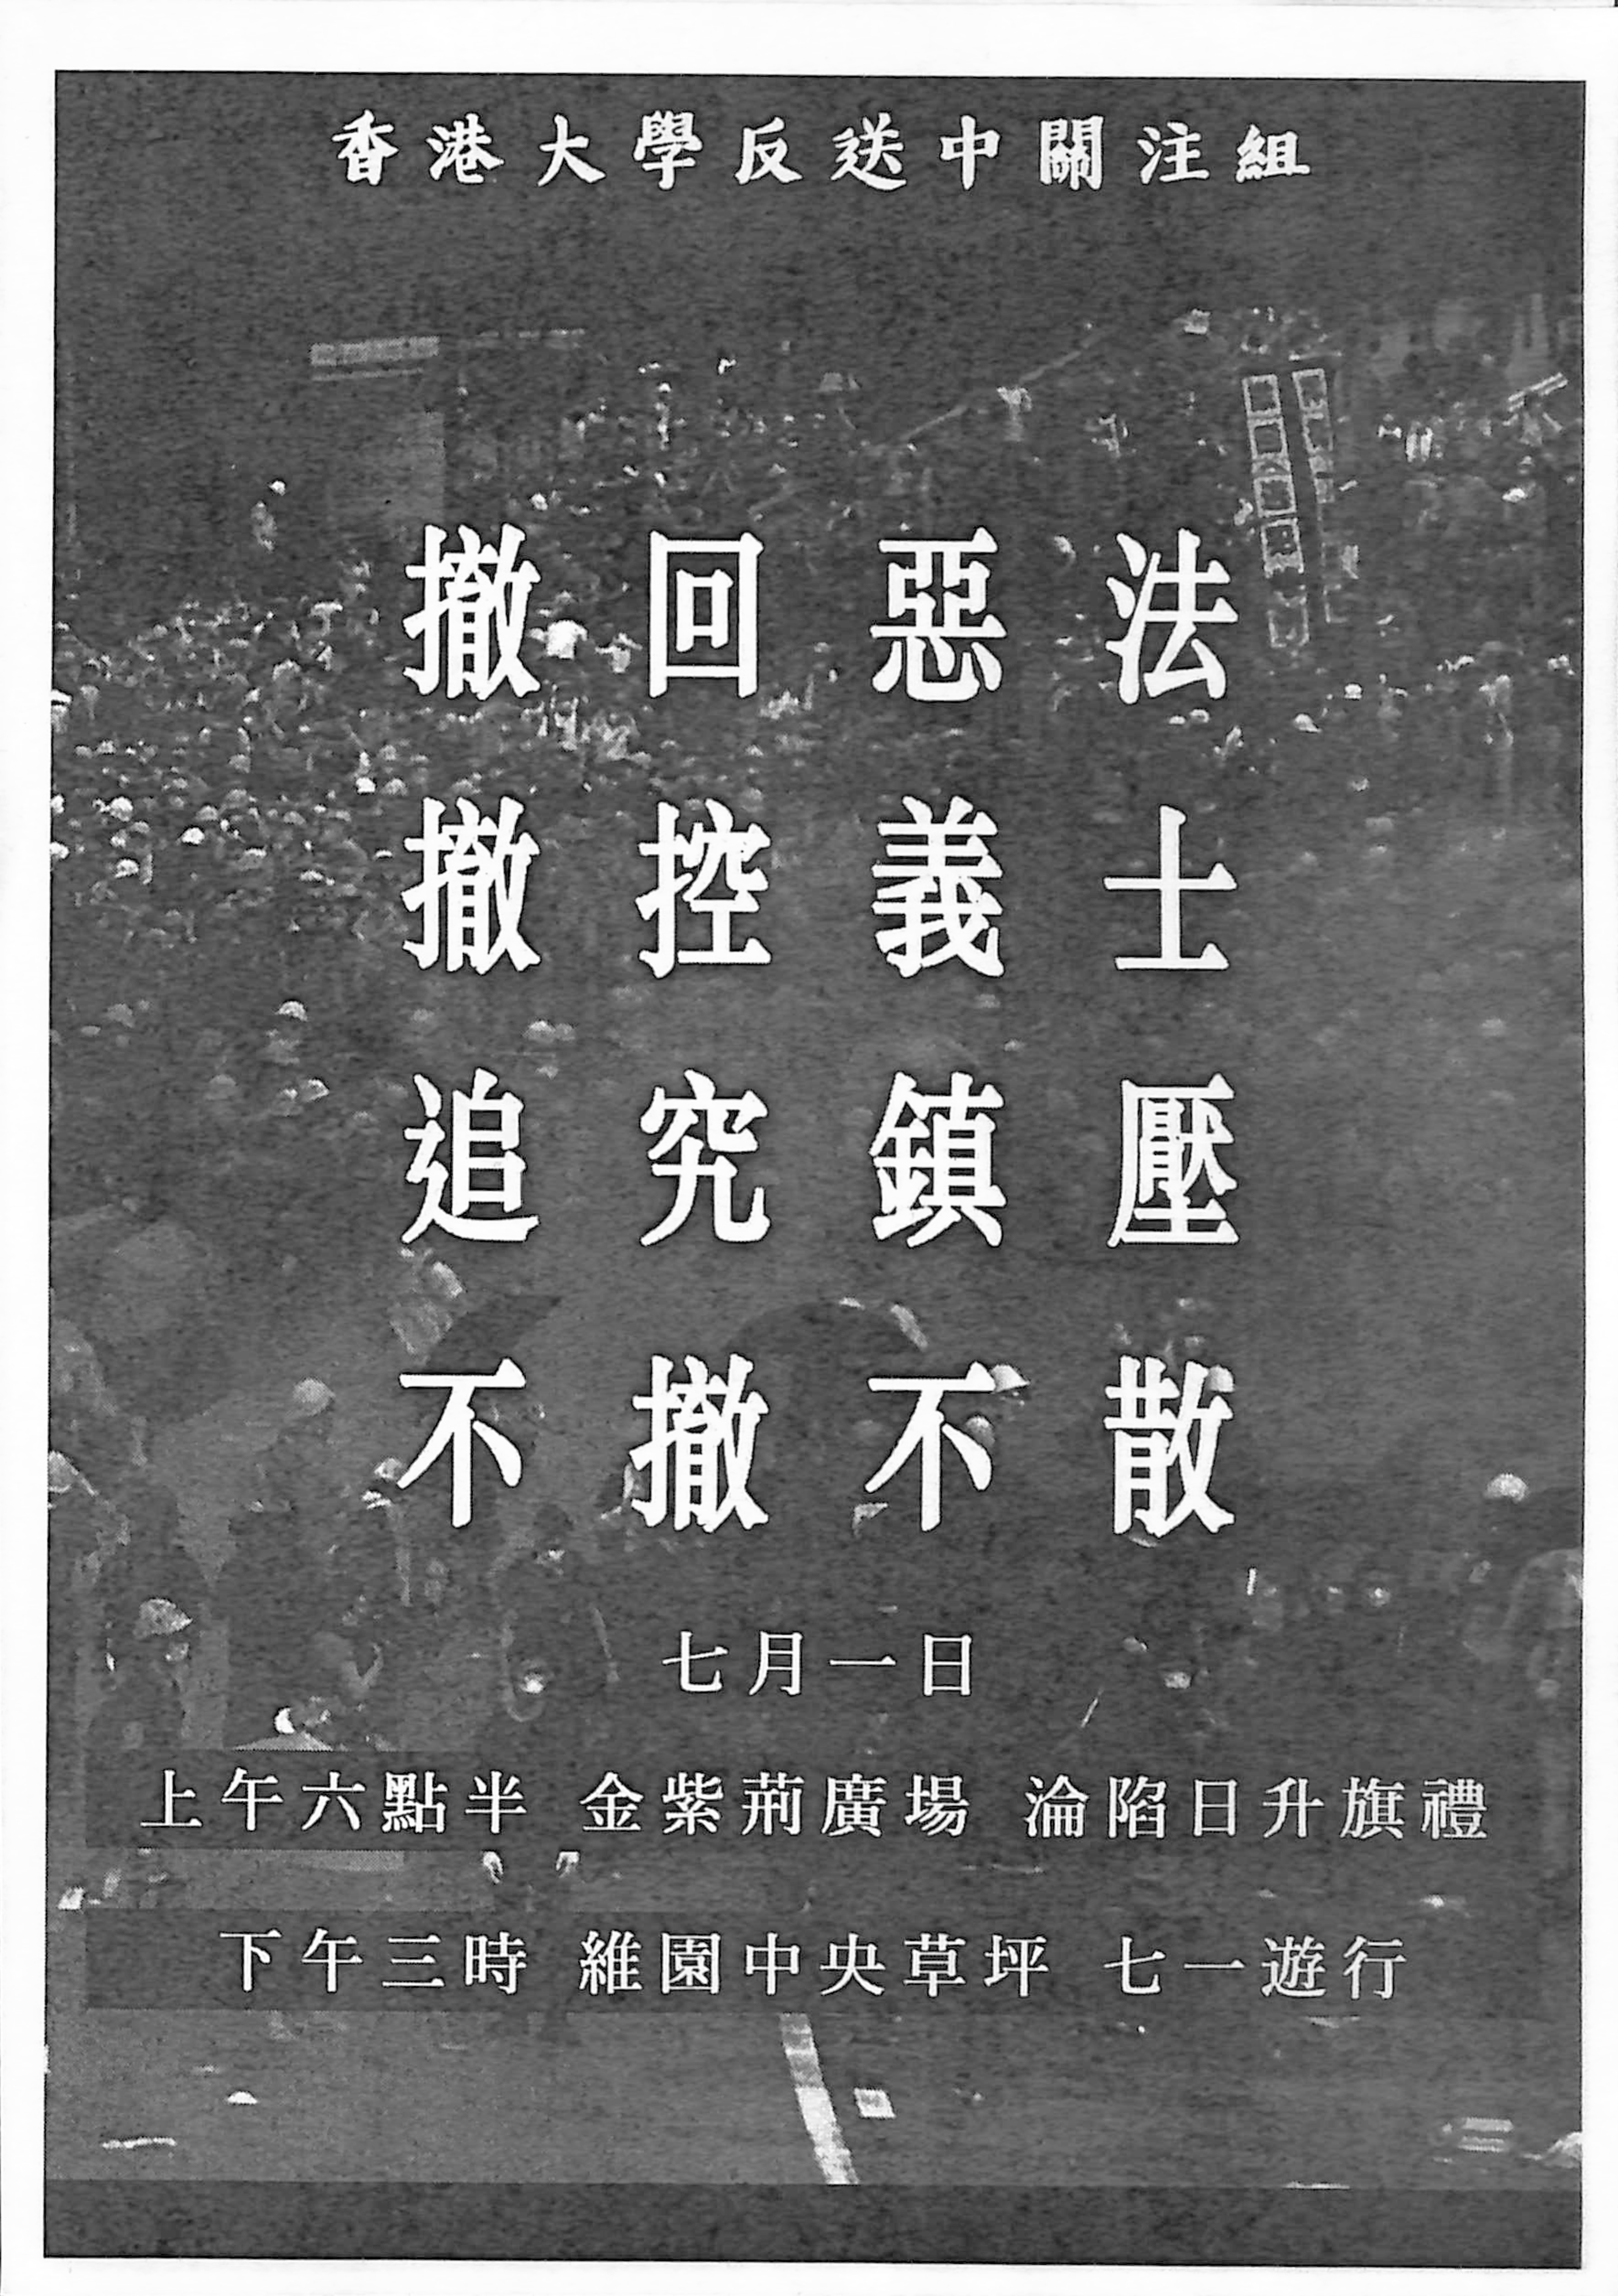 香港大學反送中關注組
撤回惡法
撤控義士
追究鎮壓
不撤不散
七月一日
上午六點半 金紫荊廣場 淪陷日升旗禮
下午三時 維園中央草坪 七一遊行